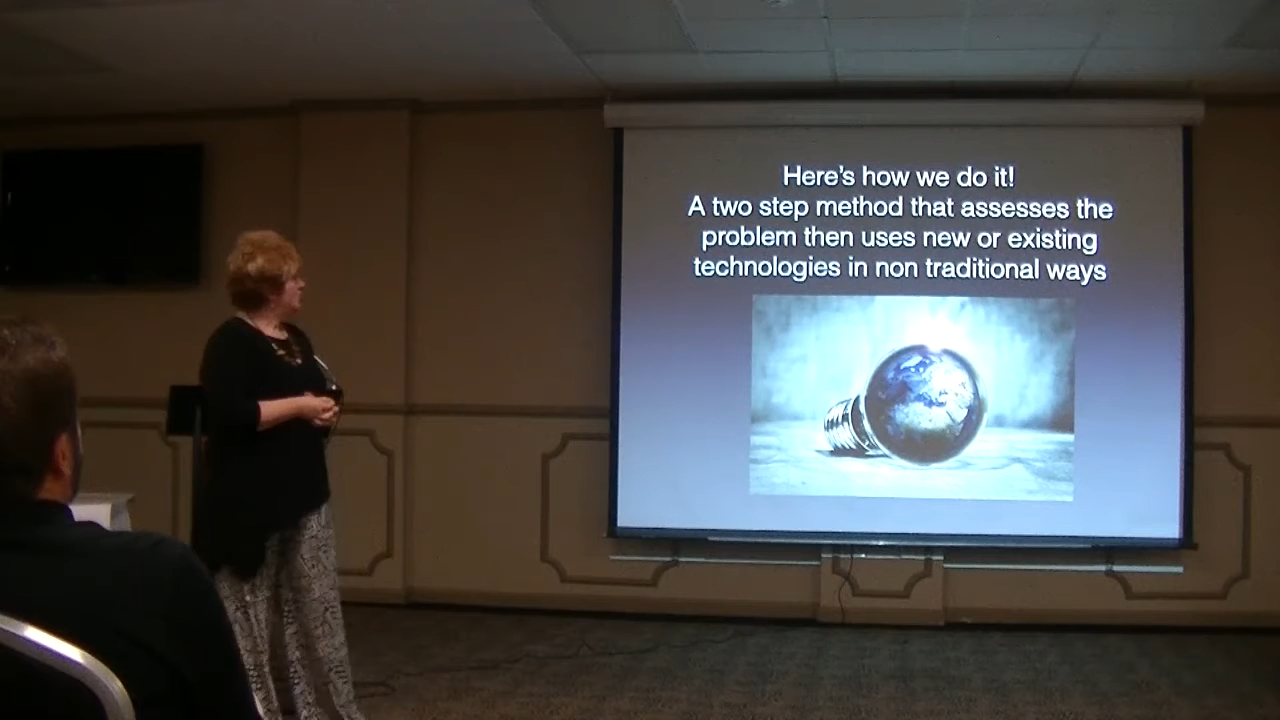 Here's how we do it!
A two step method that assesses the
problem then uses new or existing
technologies in non traditional ways